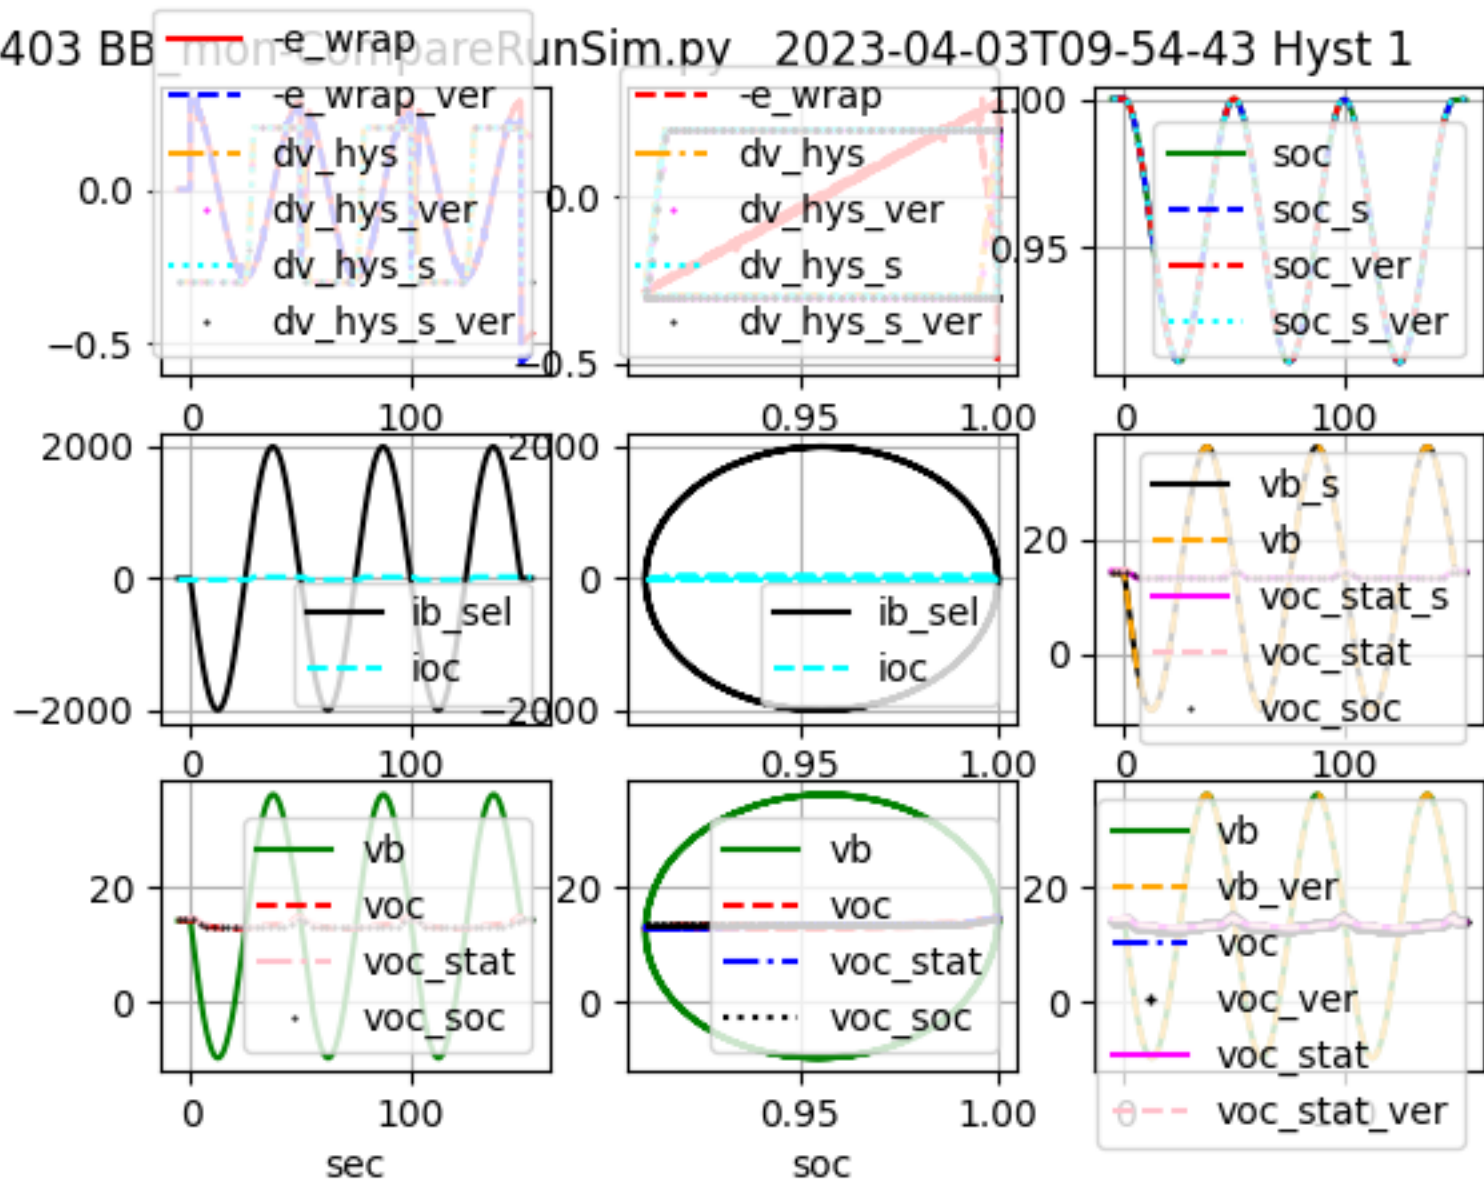 403 BB_mon-CompareRunSim.py 2023-04-03T09-54-43 Hyst 1
-e_wrap
-e_wrap_ver
dv_hys
dv_hys_ver
dv_hys_s
dv_hys_s_ver
0.0
−0.5
0 100
-e_wrap
dv_hys
dv_hys_ver
dv_hys_s
dv_hys_s_ver
0.0
−0.5
0.95 1.00
1.00
0.95
soc
soc_s
soc_ver
soc_s_ver
0 100
2000
0
−2000
ib_sel
ioc
0 100
2000
0
−2000
ib_sel
ioc
0.95 1.00
20
0
vb_s
vb
voc_stat_s
voc_stat
voc_soc
0 100
20
0
vb
voc
voc_stat
voc_soc
0 100
sec
20
0
vb
voc
voc_stat
voc_soc
0.95 1.00
soc
20
0
vb
vb_ver
voc
voc_ver
voc_stat
voc_stat_ver
0